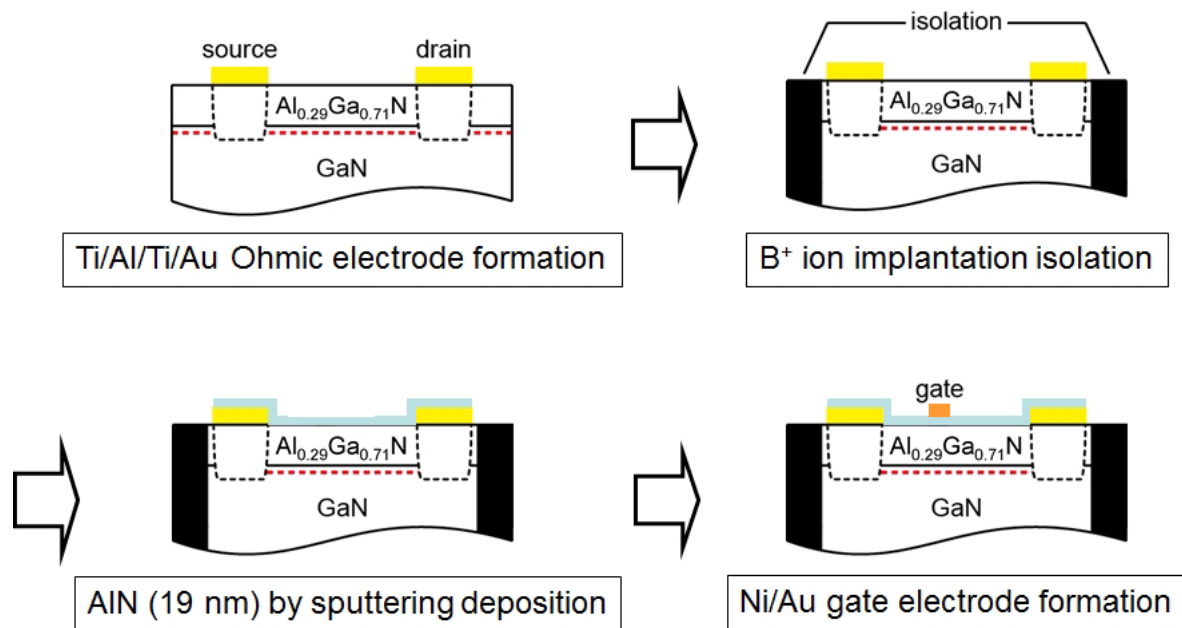 source drain
Al₀.₂₉Ga₀.₇₁N
GaN
Ti/Al/Ti/Au Ohmic electrode formation
isolation
Al₀.₂₉Ga₀.₇₁N
GaN
B⁺ ion implantation isolation
Al₀.₂₉Ga₀.₇₁N
GaN
AlN (19 nm) by sputtering deposition
gate
Al₀.₂₉Ga₀.₇₁N
GaN
Ni/Au gate electrode formation